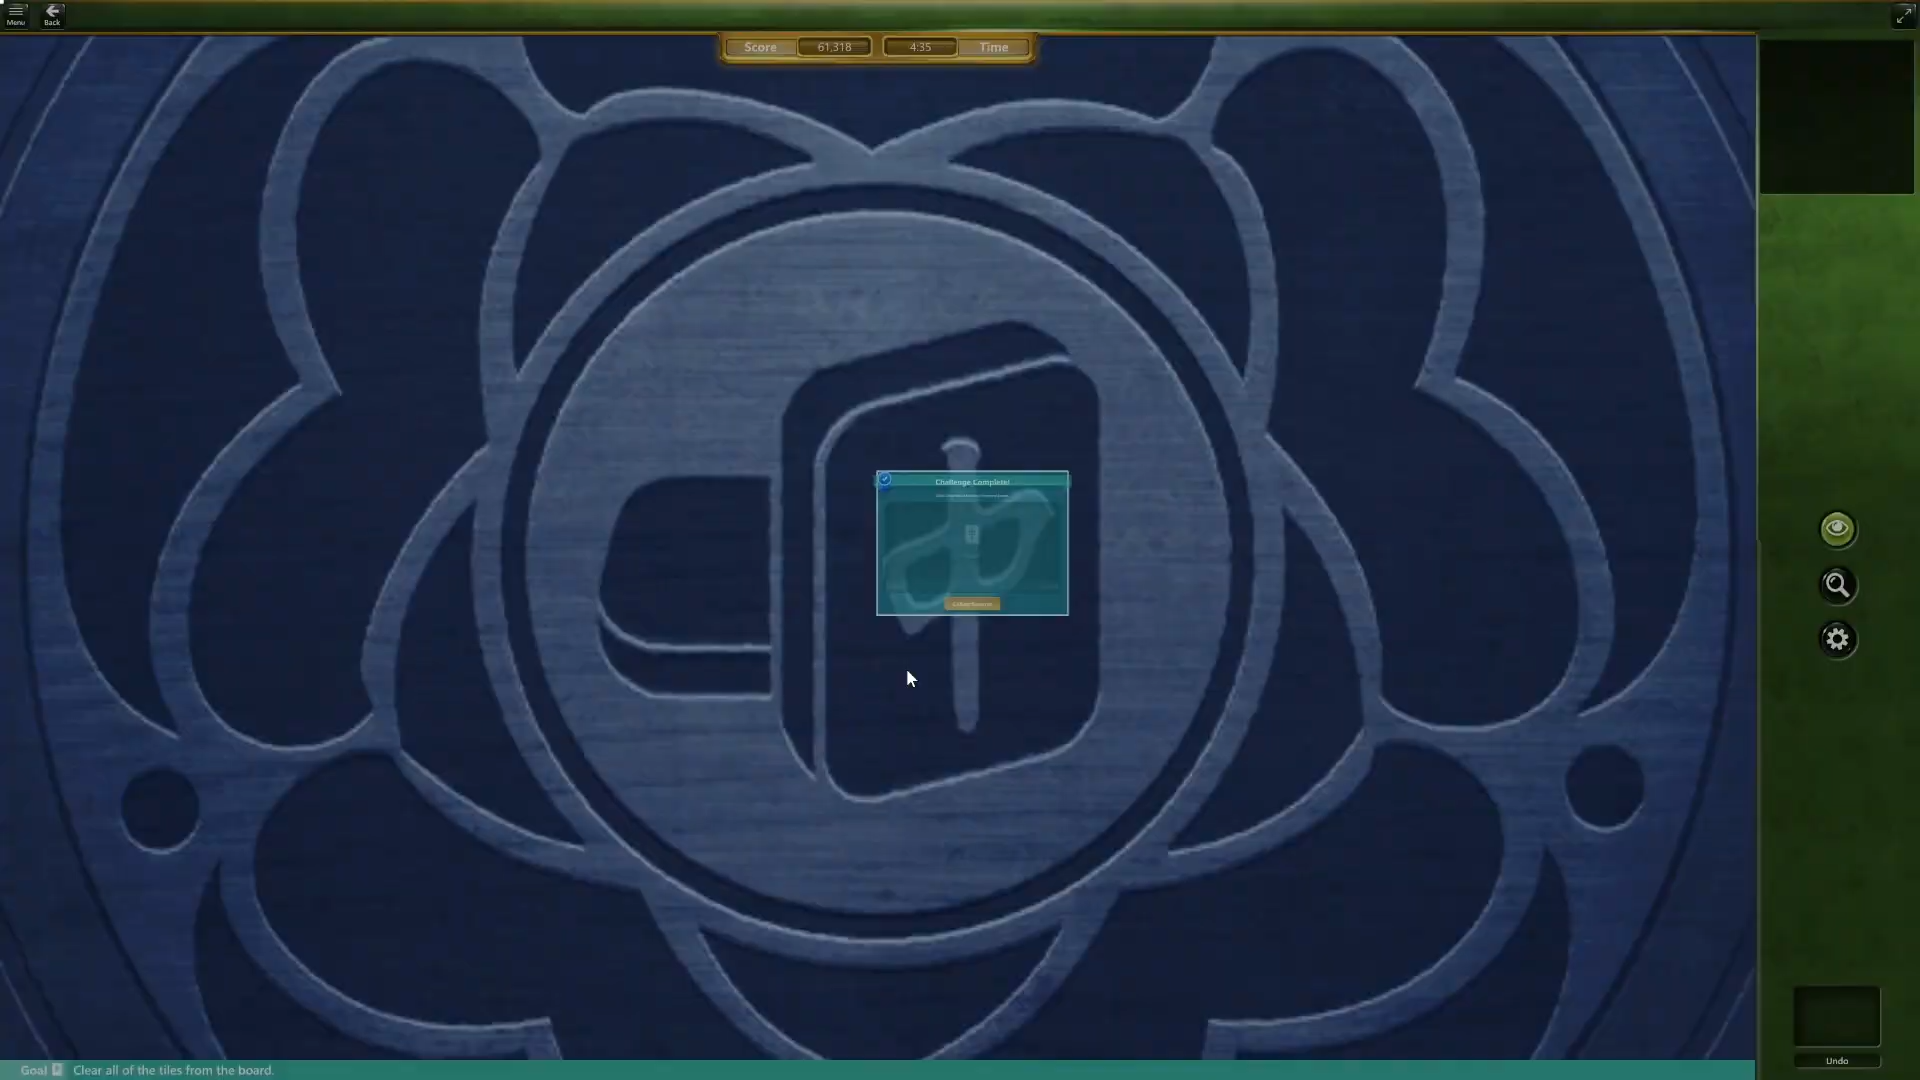 Menu
Back
Score
61,318
4:35
Time
Challenge Complete!
中
Undo
Goal
Clear all of the tiles from the board.